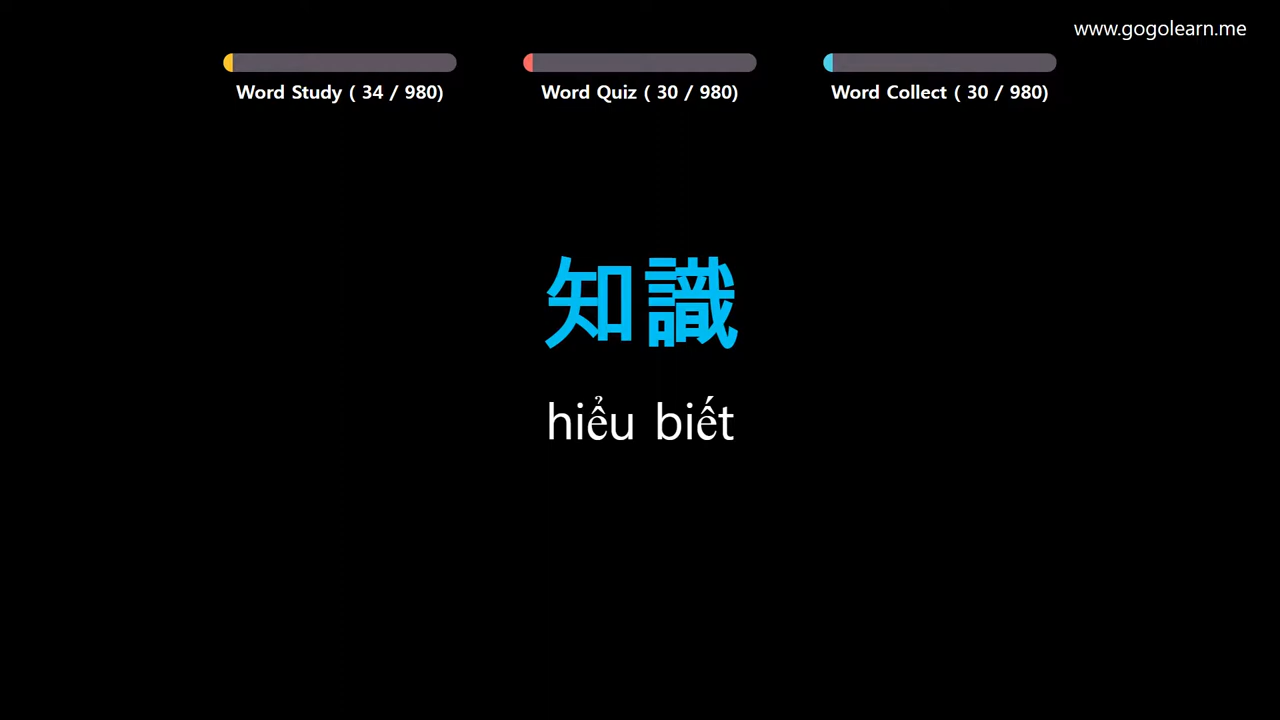 www.gogolearn.me
Word Study ( 34 / 980)
Word Quiz ( 30 / 980)
Word Collect ( 30 / 980)
知識
hiểu biết